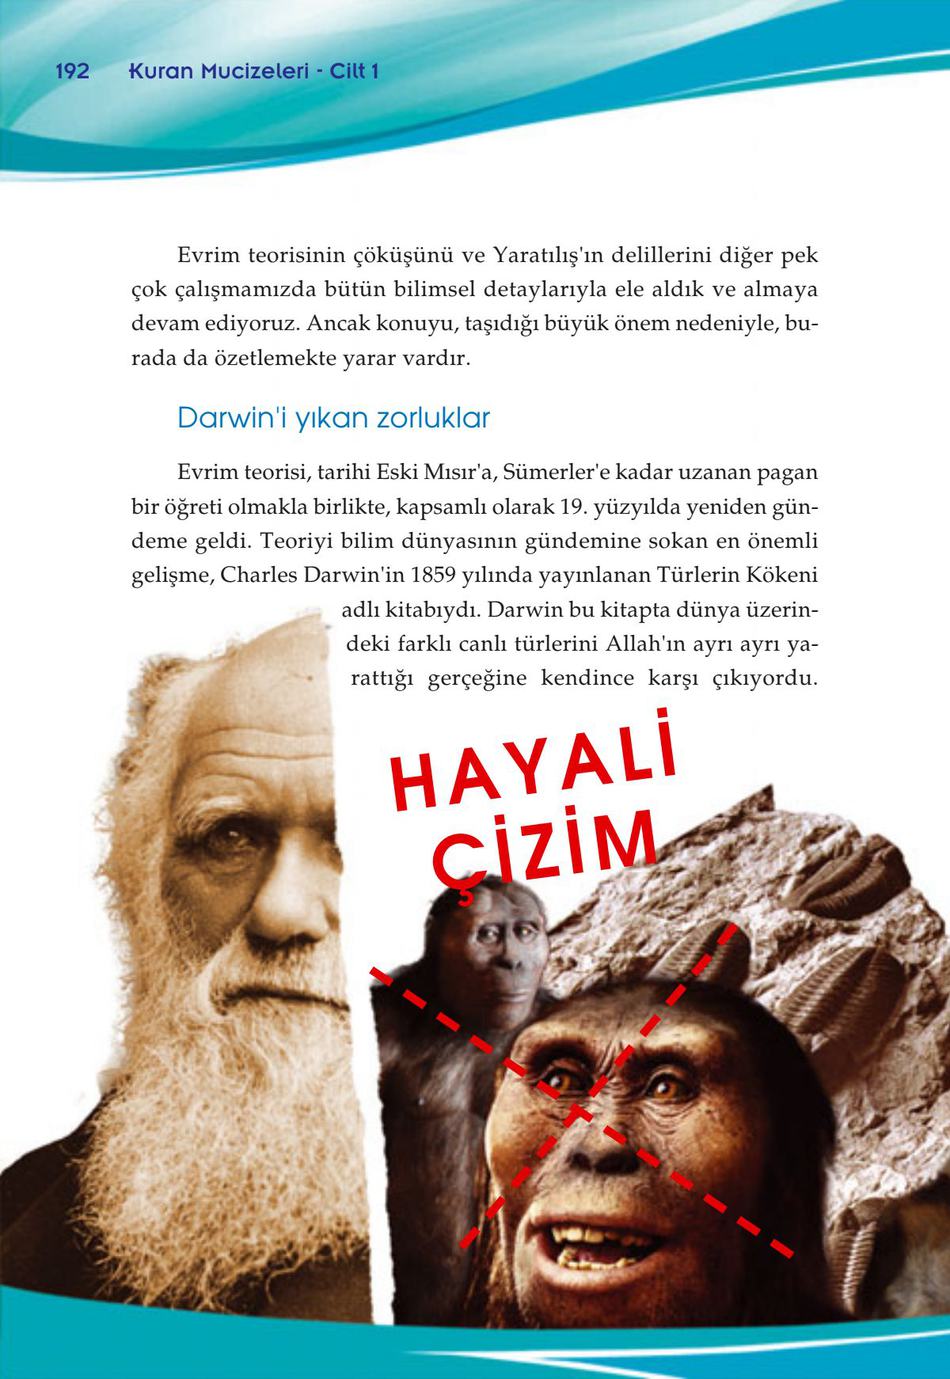 192 Kuran Mucizeleri - Cilt 1
Evrim teorisinin çöküşünü ve Yaratılış'ın delillerini diğer pek
çok çalışmamızda bütün bilimsel detaylarıyla ele aldık ve almaya
devam ediyoruz. Ancak konuyu, taşıdığı büyük önem nedeniyle, bu-
rada da özetlemekte yarar vardır.
Darwin'i yıkan zorluklar
Evrim teorisi, tarihi Eski Mısır'a, Sümerler'e kadar uzanan pagan
bir öğreti olmakla birlikte, kapsamlı olarak 19. yüzyılda yeniden gün-
deme geldi. Teoriyi bilim dünyasının gündemine sokan en önemli
gelişme, Charles Darwin'in 1859 yılında yayınlanan Türlerin Kökeni
adlı kitabıydı. Darwin bu kitapta dünya üzerin-
deki farklı canlı türlerini Allah'ın ayrı ayrı ya-
rattığı gerçeğine kendince karşı çıkıyordu.
HAYALİ
ÇİZİM